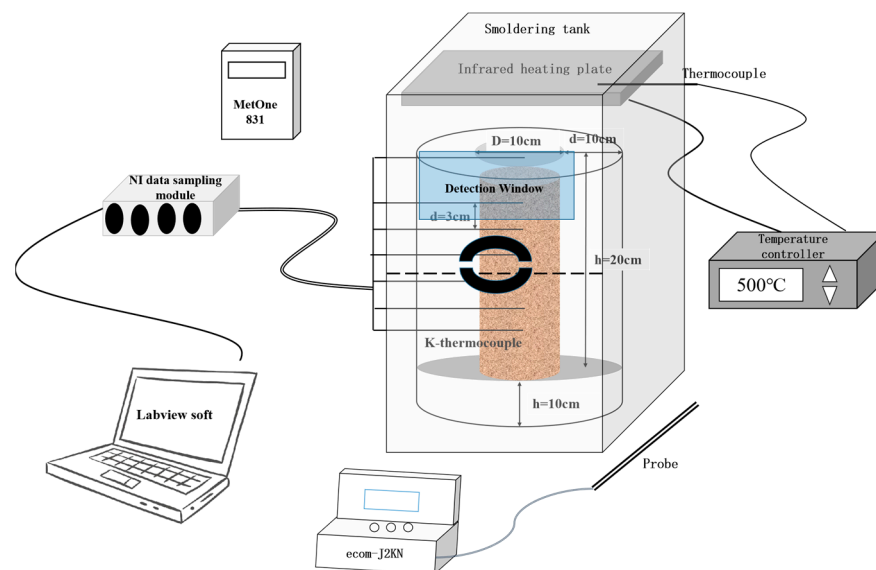 Smoldering tank
Infrared heating plate
Thermocouple
MetOne
831
D=10cm
d=10cm
NI data sampling
module
Detection Window
d=3cm
h=20cm
Temperature
controller
500℃
K-thermocouple
h=10cm
Labview soft
Probe
ecom-J2KN